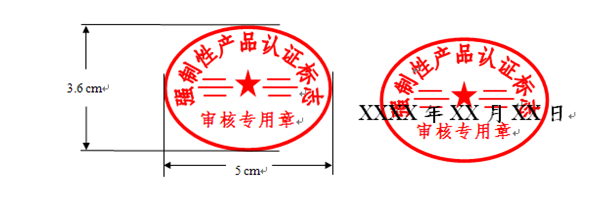 强制性产品认证标志
审核专用章
3.6 cm
5 cm
强制性产品认证标志
XXXX 年 XX 月 XX 日
审核专用章